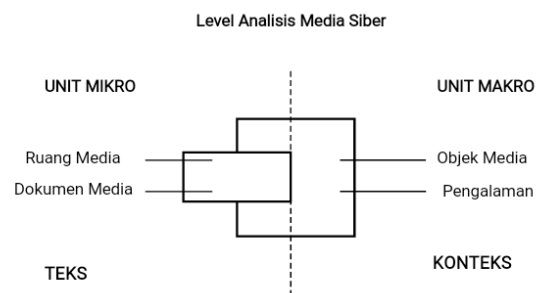 Level Analisis Media Siber
UNIT MIKRO
UNIT MAKRO
Ruang Media
Objek Media
Dokumen Media
Pengalaman
TEKS
KONTEKS